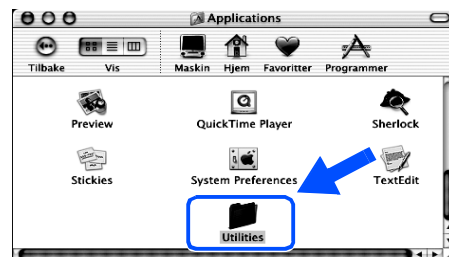 Applications
Tilbake Vis Maskin Hjem Favoritter Programmer
Preview QuickTime Player Sherlock
Stickies System Preferences TextEdit
Utilities